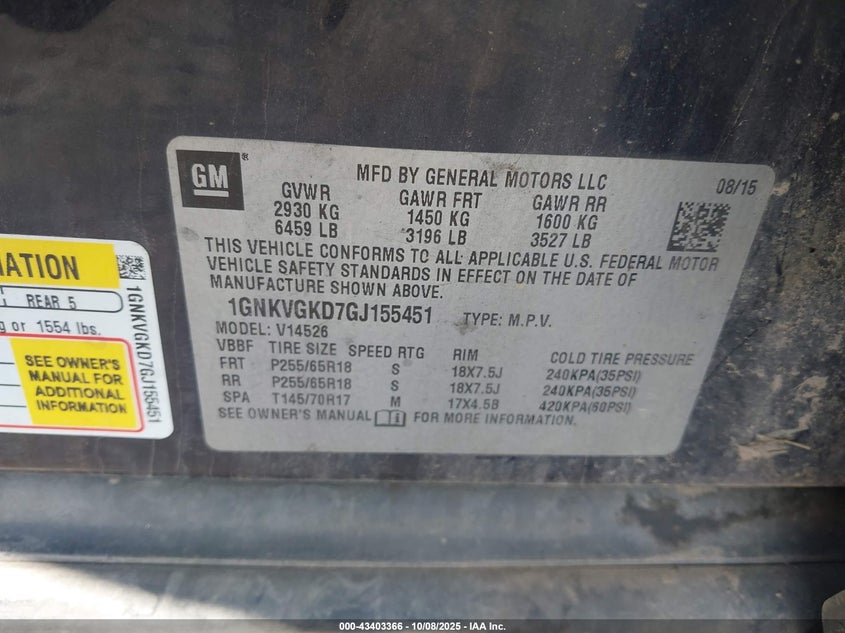 GM
MFD BY GENERAL MOTORS LLC
08/15
GVWR GAWR FRT GAWR RR
2930 KG 1450 KG 1600 KG
6459 LB 3196 LB 3527 LB
THIS VEHICLE CONFORMS TO ALL APPLICABLE U.S. FEDERAL MOTOR
VEHICLE SAFETY STANDARDS IN EFFECT ON THE DATE OF
MANUFACTURE SHOWN ABOVE.
1GNKVGKD7GJ155451 TYPE: M.P.V.
MODEL: V14526
VBBF TIRE SIZE SPEED RTG RIM COLD TIRE PRESSURE
FRT P255/65R18 S 18X7.5J 240KPA(35PSI)
RR P255/65R18 S 18X7.5J 240KPA(35PSI)
SPA T145/70R17 M 17X4.5B 420KPA(60PSI)
SEE OWNER'S MANUAL FOR MORE INFORMATION.
MATION
REAR 5
g or 1554 lbs.
SEE OWNER'S
MANUAL FOR
ADDITIONAL
INFORMATION
1GNKVGKD7GJ155451
000-43403366 - 10/08/2025 - IAA Inc.